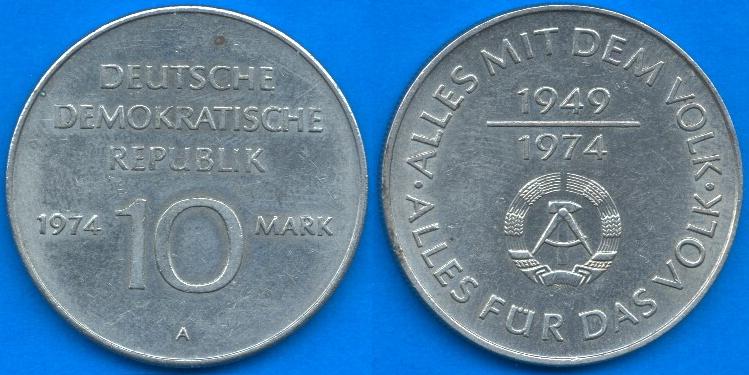 DEUTSCHE
DEMOKRATISCHE
REPUBLIK
1974 10 MARK
A
· ALLES MIT DEM VOLK ·
1949
1974
ALLES FÜR DAS VOLK